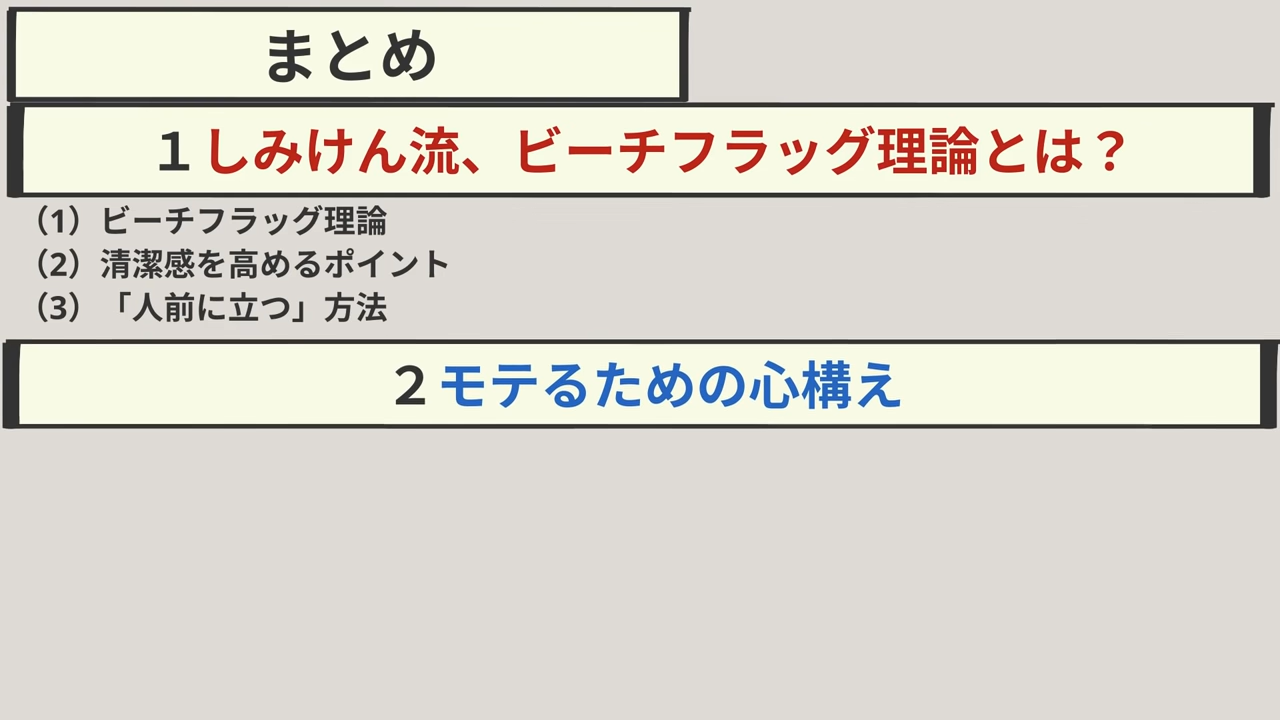 まとめ
１しみけん流、ビーチフラッグ理論とは？
（1）ビーチフラッグ理論
（2）清潔感を高めるポイント
（3）「人前に立つ」方法
２モテるための心構え